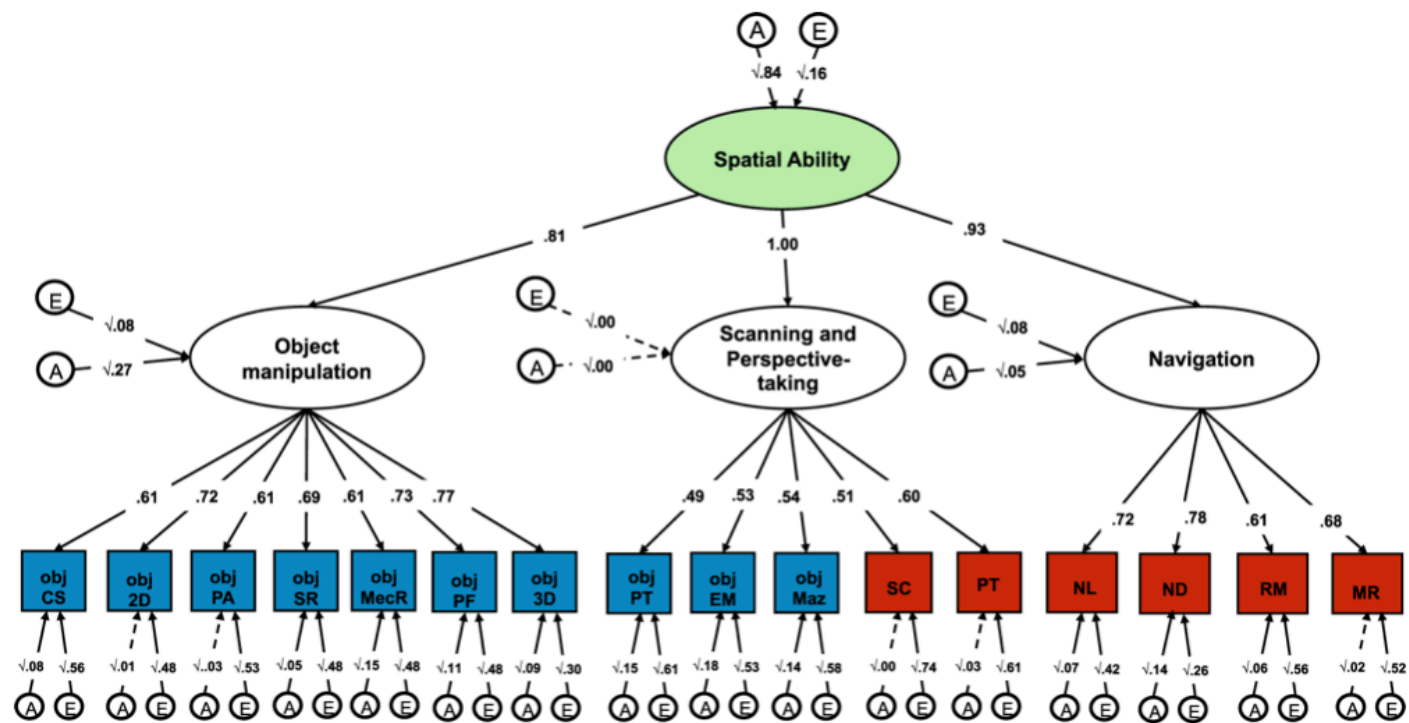 A E
√.84 √.16
Spatial Ability
.81 1.00 .93
E E E
√.08 √.00 √.08
A A A
√.27 √.00 √.05
Object
manipulation
Scanning and
Perspective-
taking
Navigation
.61 .72 .61 .69 .61 .73 .77 .49 .53 .54 .51 .60 .72 .78 .61 .68
obj
CS
obj
2D
obj
PA
obj
SR
obj
MecR
obj
PF
obj
3D
obj
PT
obj
EM
obj
Maz
SC
PT
NL
ND
RM
MR
√.08 √.56 √.01 √.48 √.03 √.53 √.05 √.48 √.15 √.48 √.11 √.48 √.09 √.30 √.15 √.61 √.18 √.53 √.14 √.58 √.00 √.74 √.03 √.61 √.07 √.42 √.14 √.26 √.06 √.56 √.02 √.52
A E A E A E A E A E A E A E A E A E A E A E A E A E A E A E A E